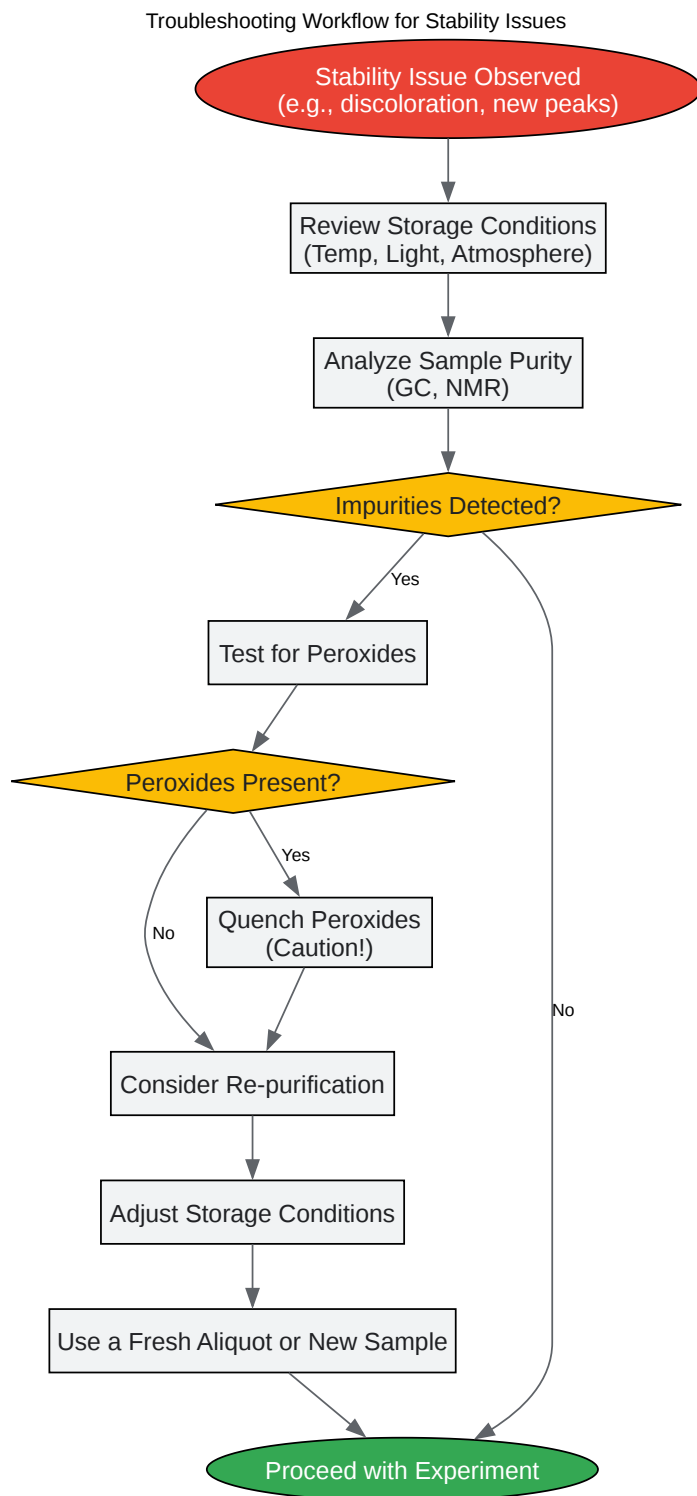 Troubleshooting Workflow for Stability Issues
Stability Issue Observed
(e.g., discoloration, new peaks)
Review Storage Conditions
(Temp, Light, Atmosphere)
Analyze Sample Purity
(GC, NMR)
Impurities Detected?
Yes
Test for Peroxides
Peroxides Present?
Yes
Quench Peroxides
(Caution!)
No
No
Consider Re-purification
Adjust Storage Conditions
Use a Fresh Aliquot or New Sample
Proceed with Experiment